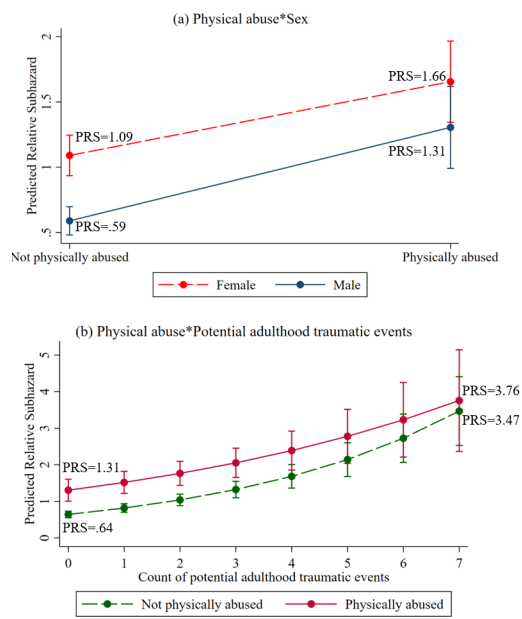 (a) Physical abuse*Sex
Predicted Relative Subhazard
2
1.5
1
.5
PRS=1.09
PRS=.59
PRS=1.66
PRS=1.31
Not physically abused
Physically abused
Female
Male
(b) Physical abuse*Potential adulthood traumatic events
Predicted Relative Subhazard
5
4
3
2
1
0
PRS=1.31
PRS=.64
PRS=3.76
PRS=3.47
0 1 2 3 4 5 6 7
Count of potential adulthood traumatic events
Not physically abused
Physically abused